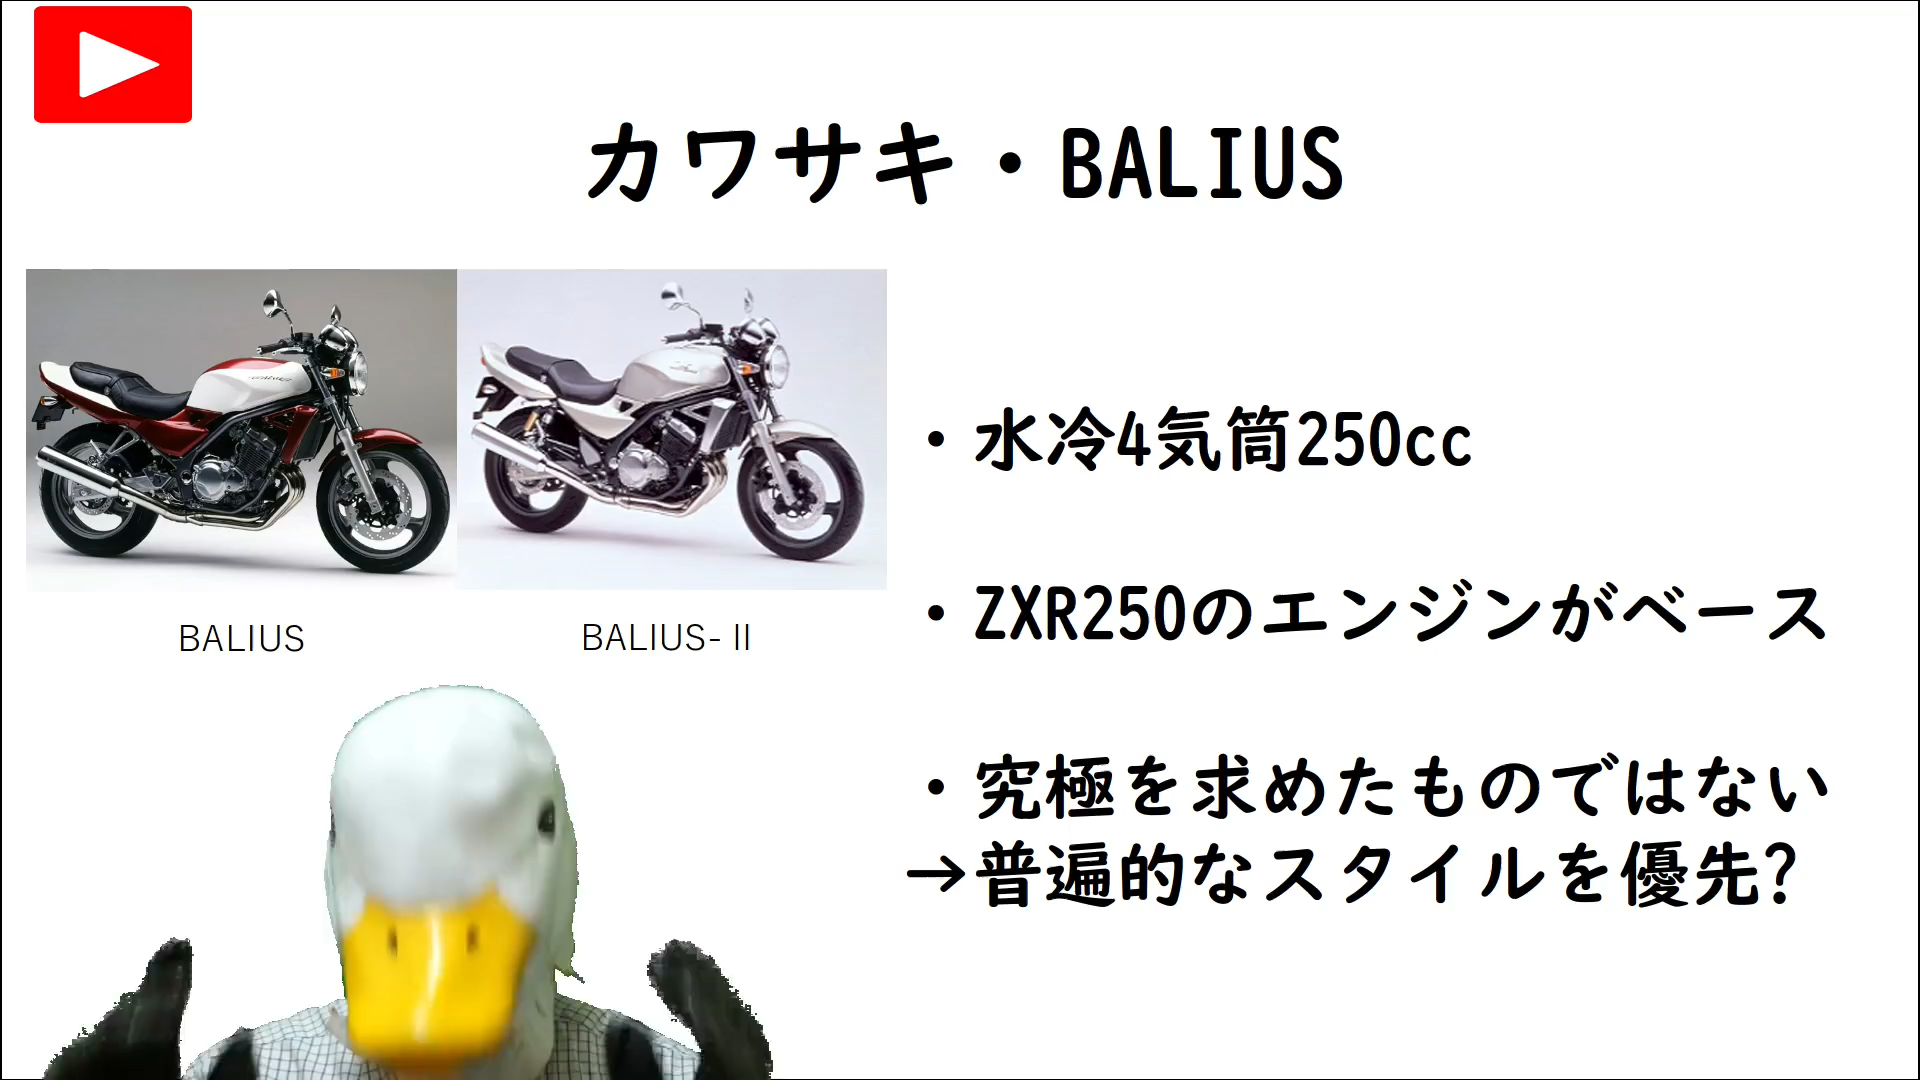 カワサキ・BALIUS
BALIUS
BALIUS-Ⅱ
・水冷4気筒250cc
・ZXR250のエンジンがベース
・究極を求めたものではない
→普遍的なスタイルを優先?